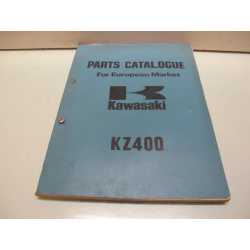 PARTS CATALOGUE
For European Market
Kawasaki
KZ400